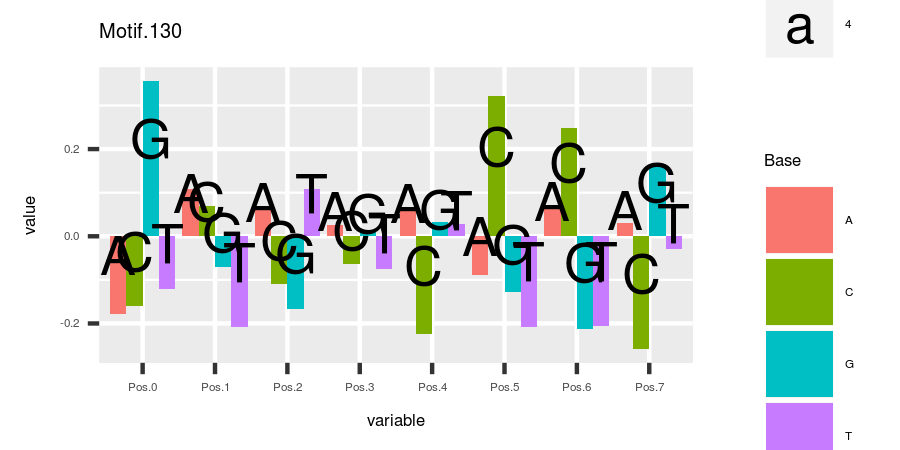 Motif.130
a 4
value
0.2
0.0
-0.2
A C G T A C G T A C G T A C G T A C G T A C G T A C G T A C G T
Pos.0 Pos.1 Pos.2 Pos.3 Pos.4 Pos.5 Pos.6 Pos.7
variable
Base
A
C
G
T